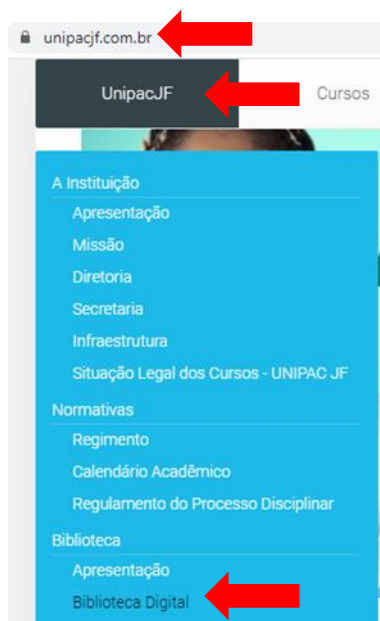 unipacjf.com.br
UnipacJF Cursos
A Instituição
Apresentação
Missão
Diretoria
Secretaria
Infraestrutura
Situação Legal dos Cursos - UNIPAC JF
Normativas
Regimento
Calendário Acadêmico
Regulamento do Processo Disciplinar
Biblioteca
Apresentação
Biblioteca Digital